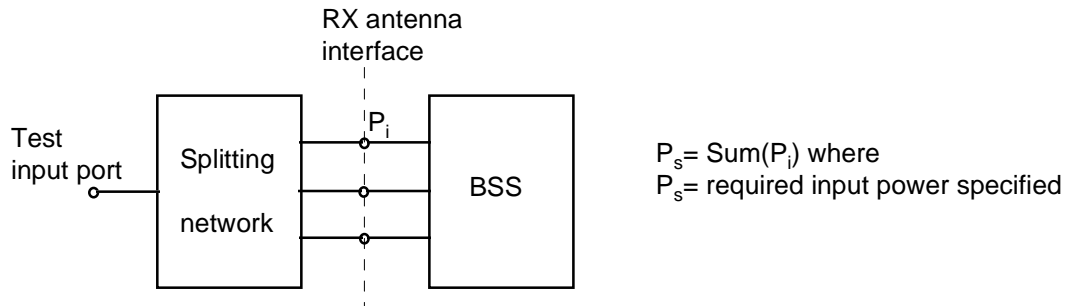 RX antenna
interface
Test
input port
Splitting
network
P_i
BSS
P_s= Sum(P_i) where
P_s= required input power specified